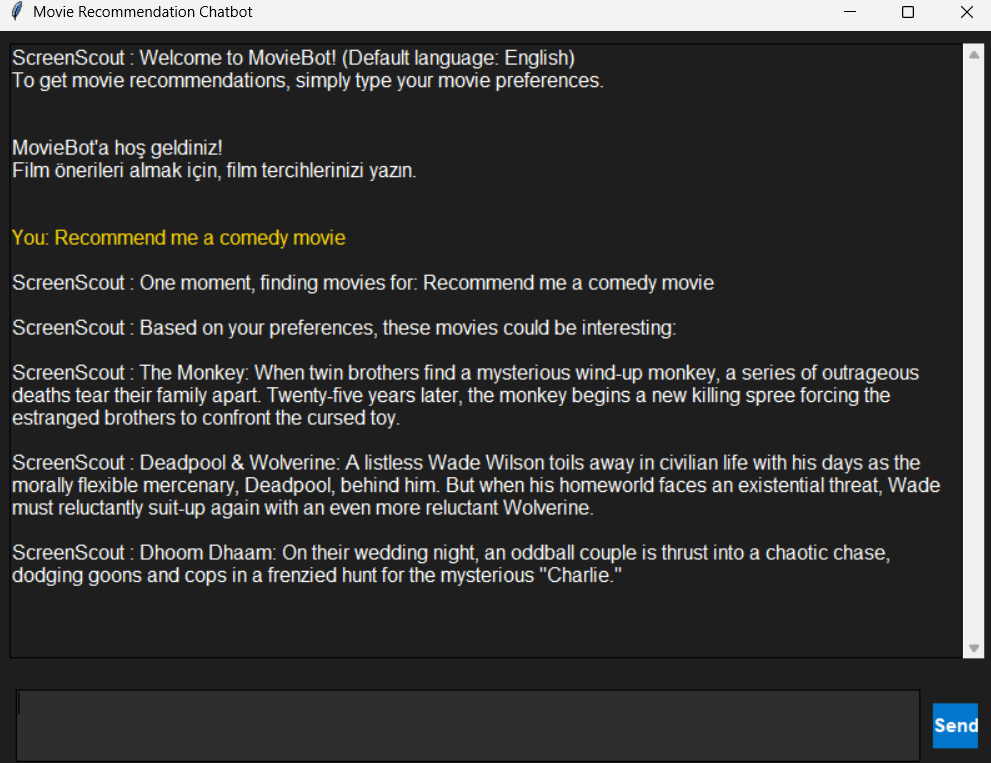 Movie Recommendation Chatbot
ScreenScout : Welcome to MovieBot! (Default language: English)
To get movie recommendations, simply type your movie preferences.
MovieBot'a hoş geldiniz!
Film önerileri almak için, film tercihlerinizi yazın.
You: Recommend me a comedy movie
ScreenScout : One moment, finding movies for: Recommend me a comedy movie
ScreenScout : Based on your preferences, these movies could be interesting:
ScreenScout : The Monkey: When twin brothers find a mysterious wind-up monkey, a series of outrageous
deaths tear their family apart. Twenty-five years later, the monkey begins a new killing spree forcing the
estranged brothers to confront the cursed toy.
ScreenScout : Deadpool & Wolverine: A listless Wade Wilson toils away in civilian life with his days as the
morally flexible mercenary, Deadpool, behind him. But when his homeworld faces an existential threat, Wade
must reluctantly suit-up again with an even more reluctant Wolverine.
ScreenScout : Dhoom Dhaam: On their wedding night, an oddball couple is thrust into a chaotic chase,
dodging goons and cops in a frenzied hunt for the mysterious "Charlie."
Send